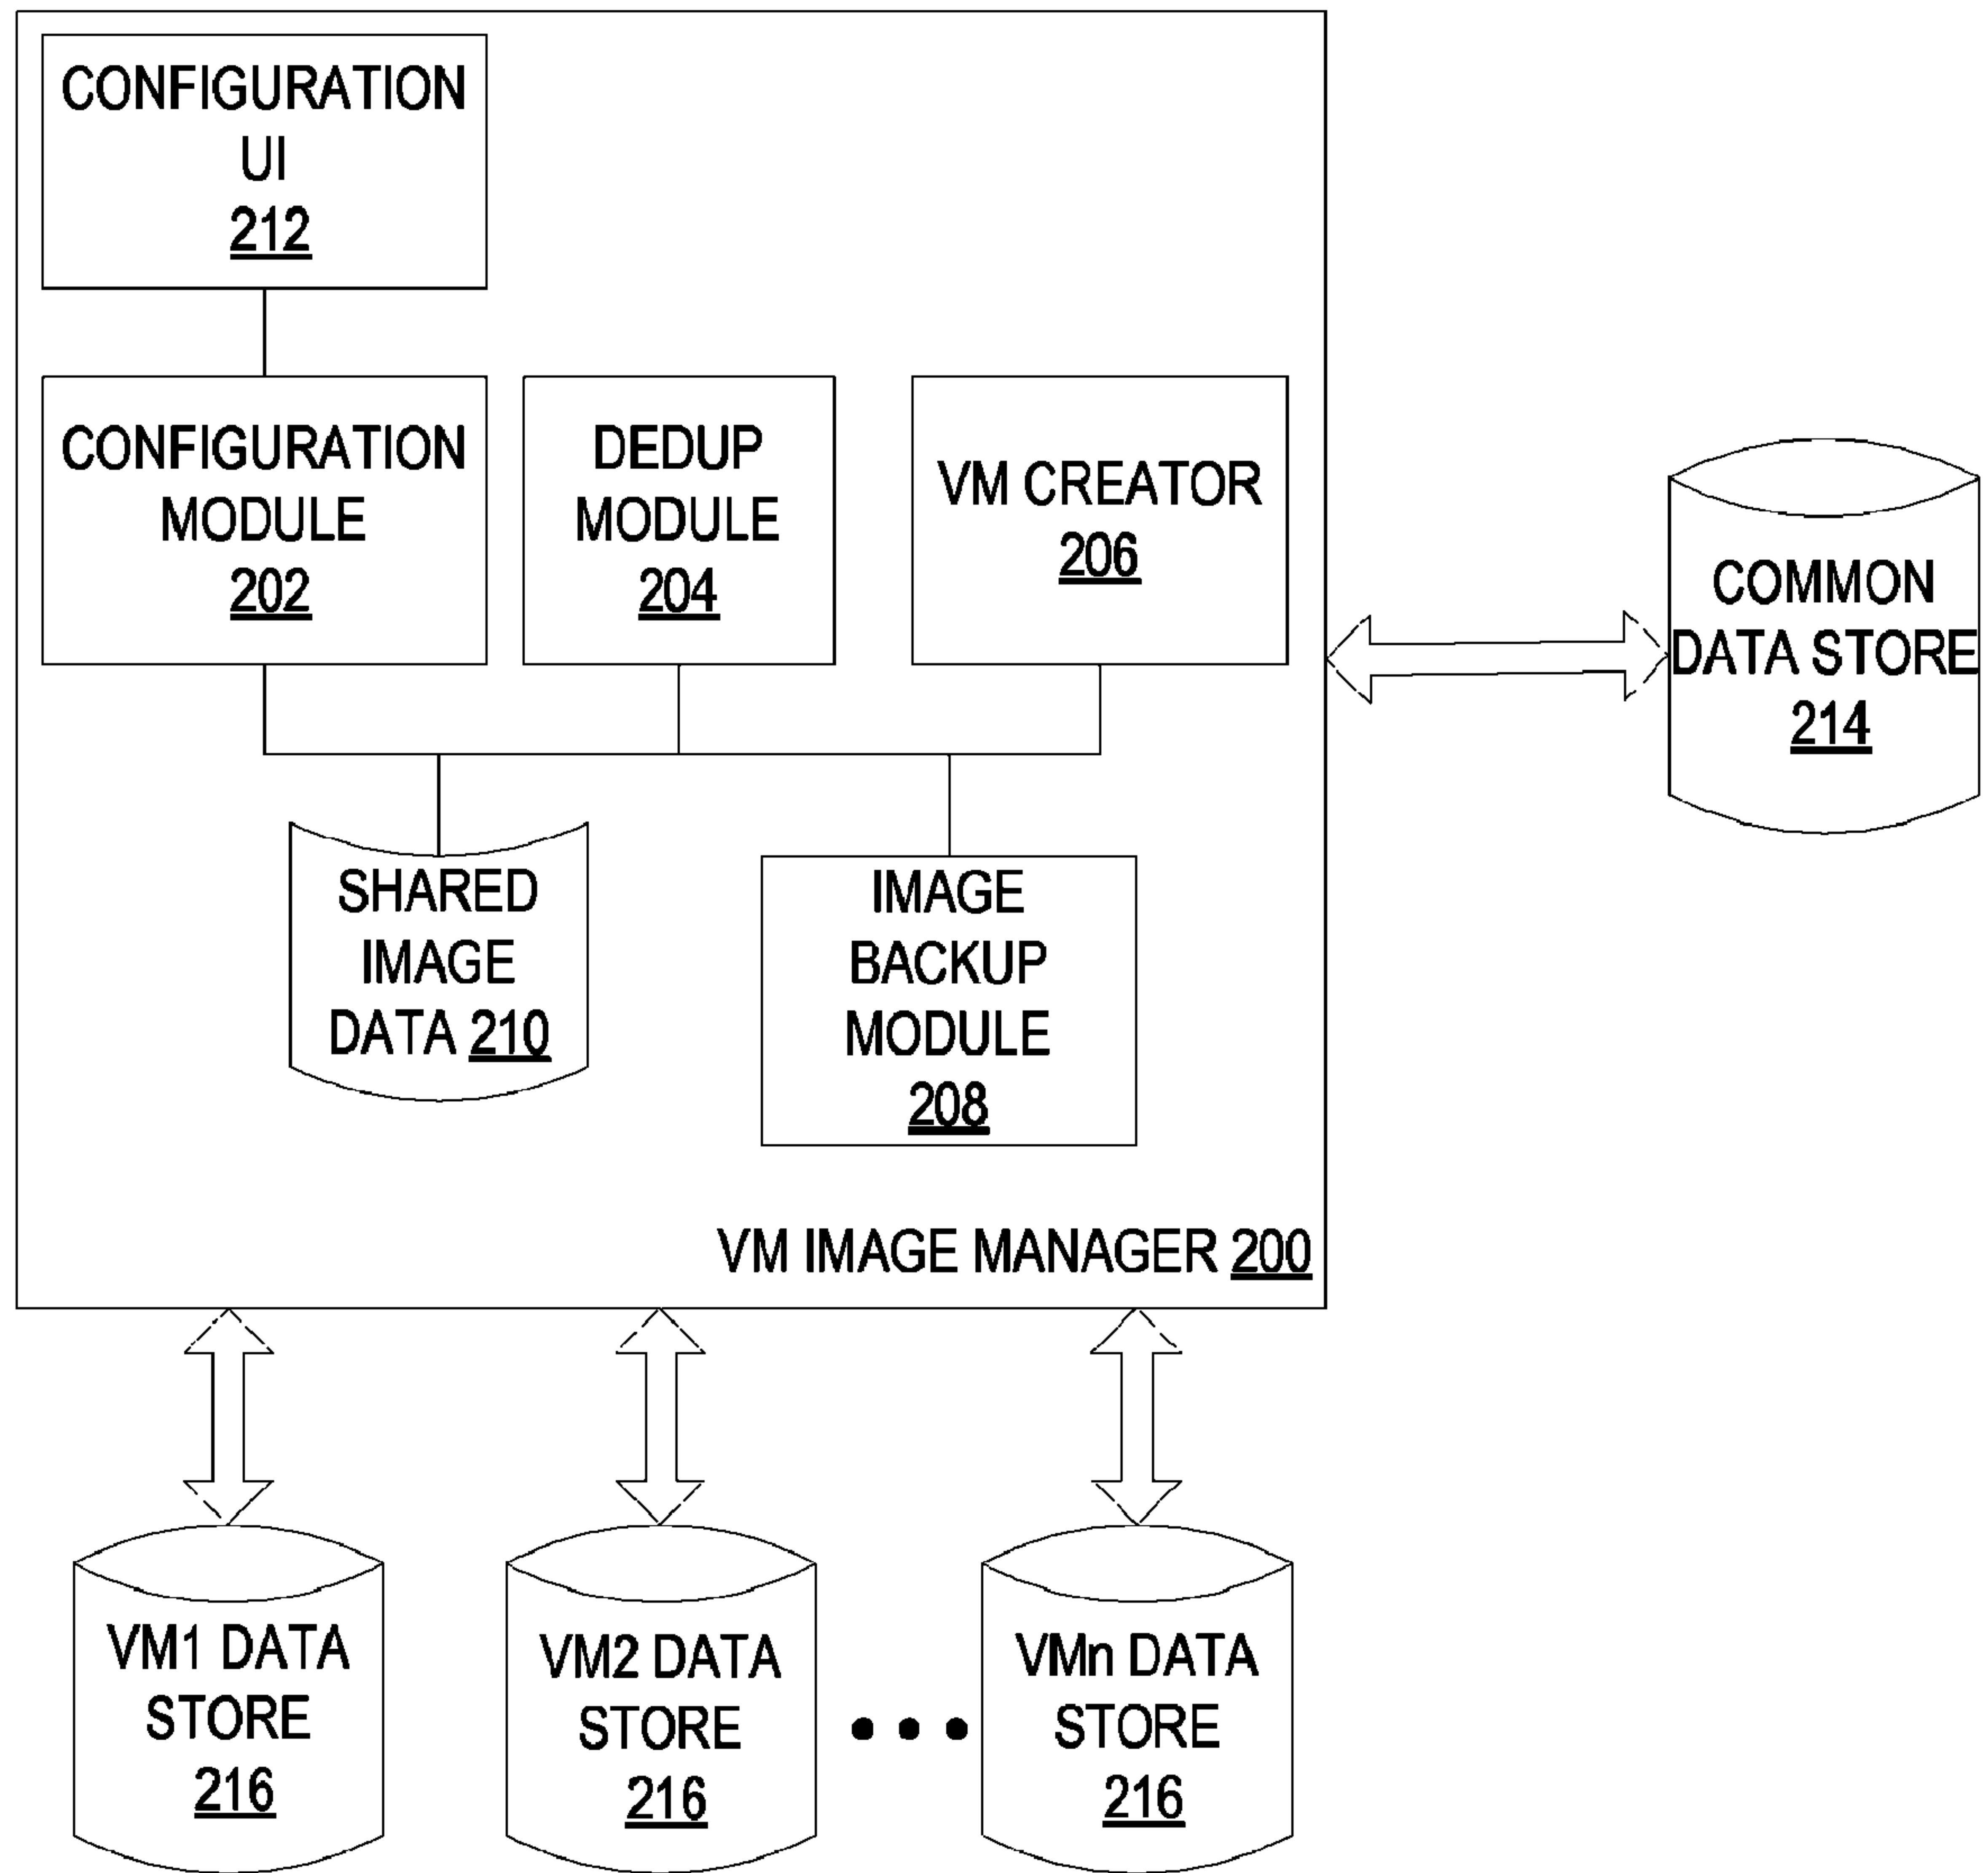 CONFIGURATION
UI
212
CONFIGURATION
MODULE
202
DEDUP
MODULE
204
VM CREATOR
206
COMMON
DATA STORE
214
SHARED
IMAGE
DATA 210
IMAGE
BACKUP
MODULE
208
VM IMAGE MANAGER 200
VM1 DATA
STORE
216
VM2 DATA
STORE
216
VMn DATA
STORE
216